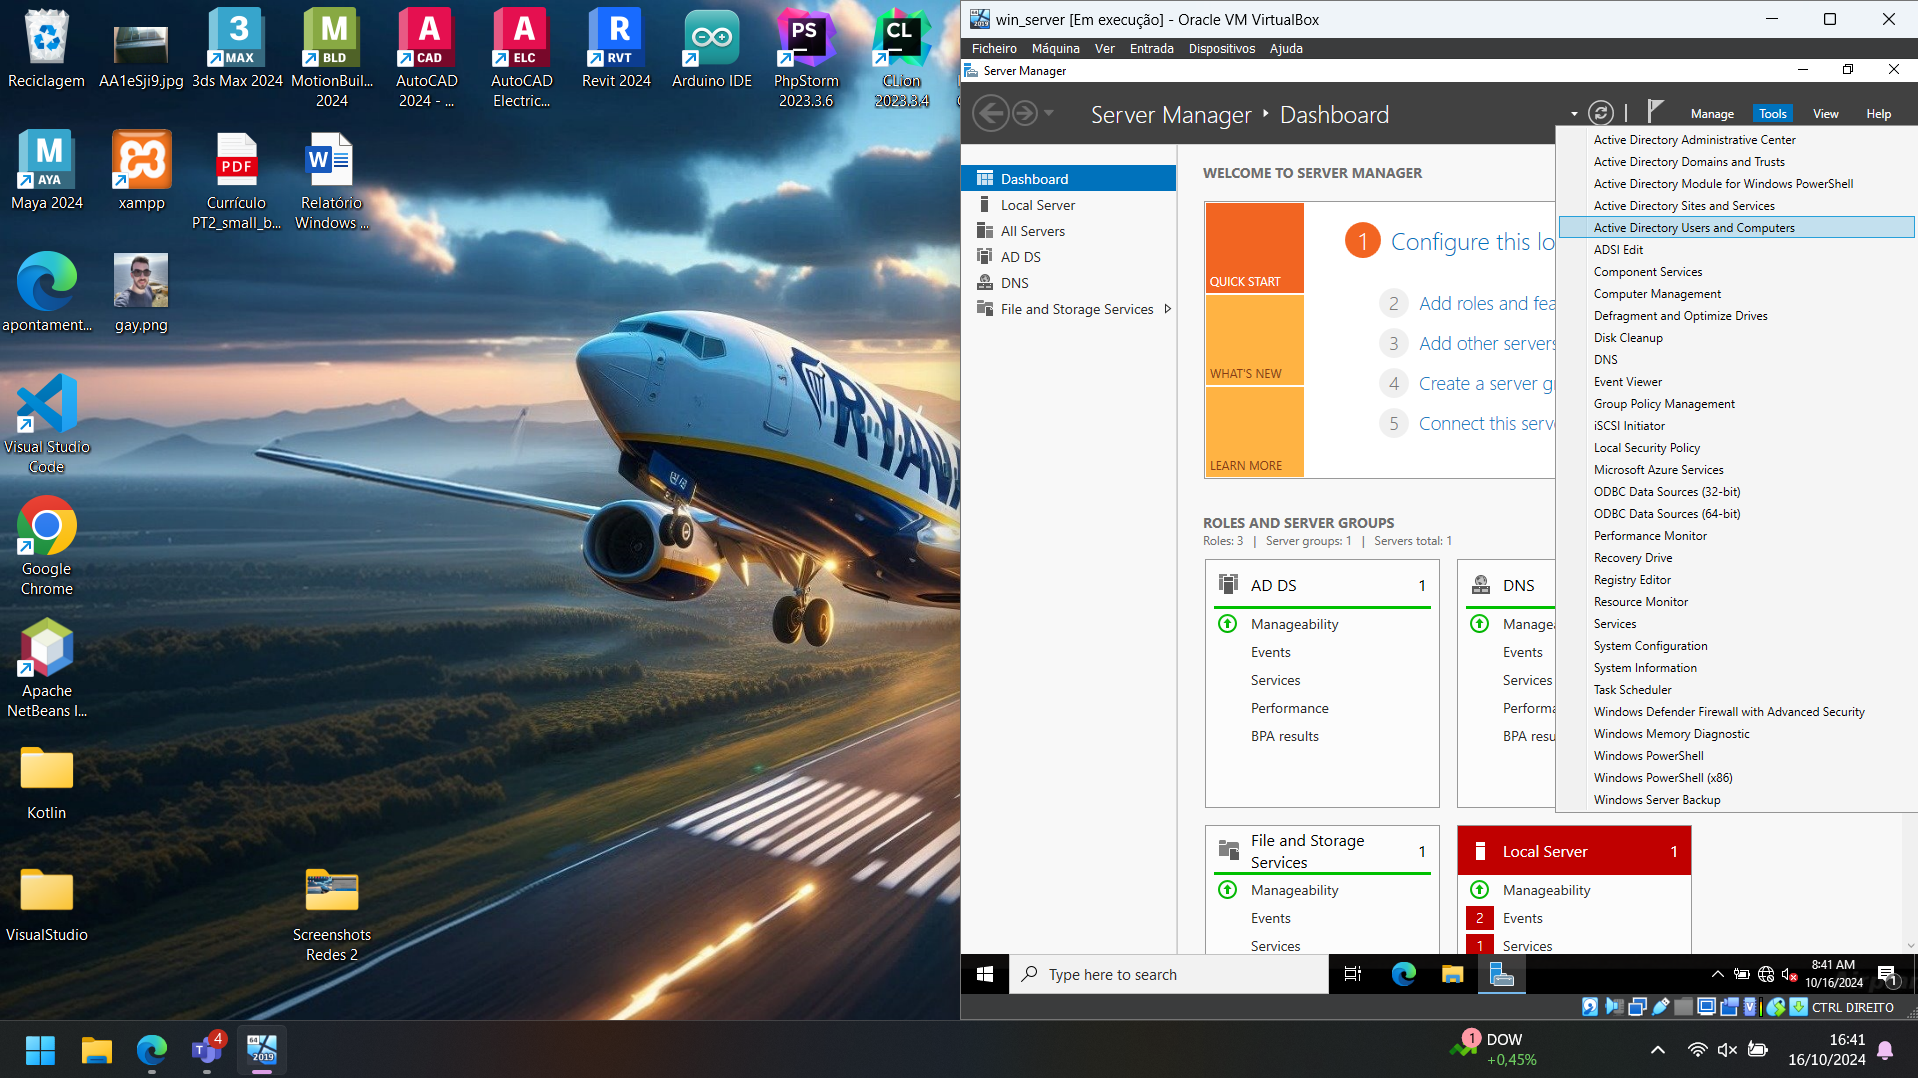 Reciclagem
AA1eSji9.jpg
3ds Max 2024
MotionBuil...
2024
AutoCAD
2024 - ...
AutoCAD
Electric...
Revit 2024
Arduino IDE
PhpStorm
2023.3.6
CLion
2023.3.4
3
MAX
M
BLD
A
CAD
A
ELC
R
RVT
PS
CL
M
AYA
PDF
W
Maya 2024
xampp
Currículo
PT2_small_b...
Relatório
Windows ...
apontament...
gay.png
Visual Studio
Code
Google
Chrome
Apache
NetBeans I...
Kotlin
VisualStudio
Screenshots
Redes 2
RYANA
win_server [Em execução] - Oracle VM VirtualBox
Ficheiro Máquina Ver Entrada Dispositivos Ajuda
Server Manager
Server Manager Dashboard
Manage Tools View Help
Dashboard
Local Server
All Servers
AD DS
DNS
File and Storage Services
WELCOME TO SERVER MANAGER
QUICK START
WHAT'S NEW
LEARN MORE
1 Configure this lo
2 Add roles and fea
3 Add other servers
4 Create a server g
5 Connect this serv
ROLES AND SERVER GROUPS
Roles: 3 | Server groups: 1 | Servers total: 1
AD DS 1
Manageability
Events
Services
Performance
BPA results
DNS
Manage
Events
Services
Performa
BPA resu
File and Storage
Services 1
Manageability
Events
Services
Local Server 1
Manageability
2 Events
1 Services
Active Directory Administrative Center
Active Directory Domains and Trusts
Active Directory Module for Windows PowerShell
Active Directory Sites and Services
Active Directory Users and Computers
ADSI Edit
Component Services
Computer Management
Defragment and Optimize Drives
Disk Cleanup
DNS
Event Viewer
Group Policy Management
iSCSI Initiator
Local Security Policy
Microsoft Azure Services
ODBC Data Sources (32-bit)
ODBC Data Sources (64-bit)
Performance Monitor
Recovery Drive
Registry Editor
Resource Monitor
Services
System Configuration
System Information
Task Scheduler
Windows Defender Firewall with Advanced Security
Windows Memory Diagnostic
Windows PowerShell
Windows PowerShell (x86)
Windows Server Backup
Type here to search
8:41 AM
10/16/2024
1
CTRL DIREITO
4
64
2019
1
DOW
+0,45%
16:41
16/10/2024